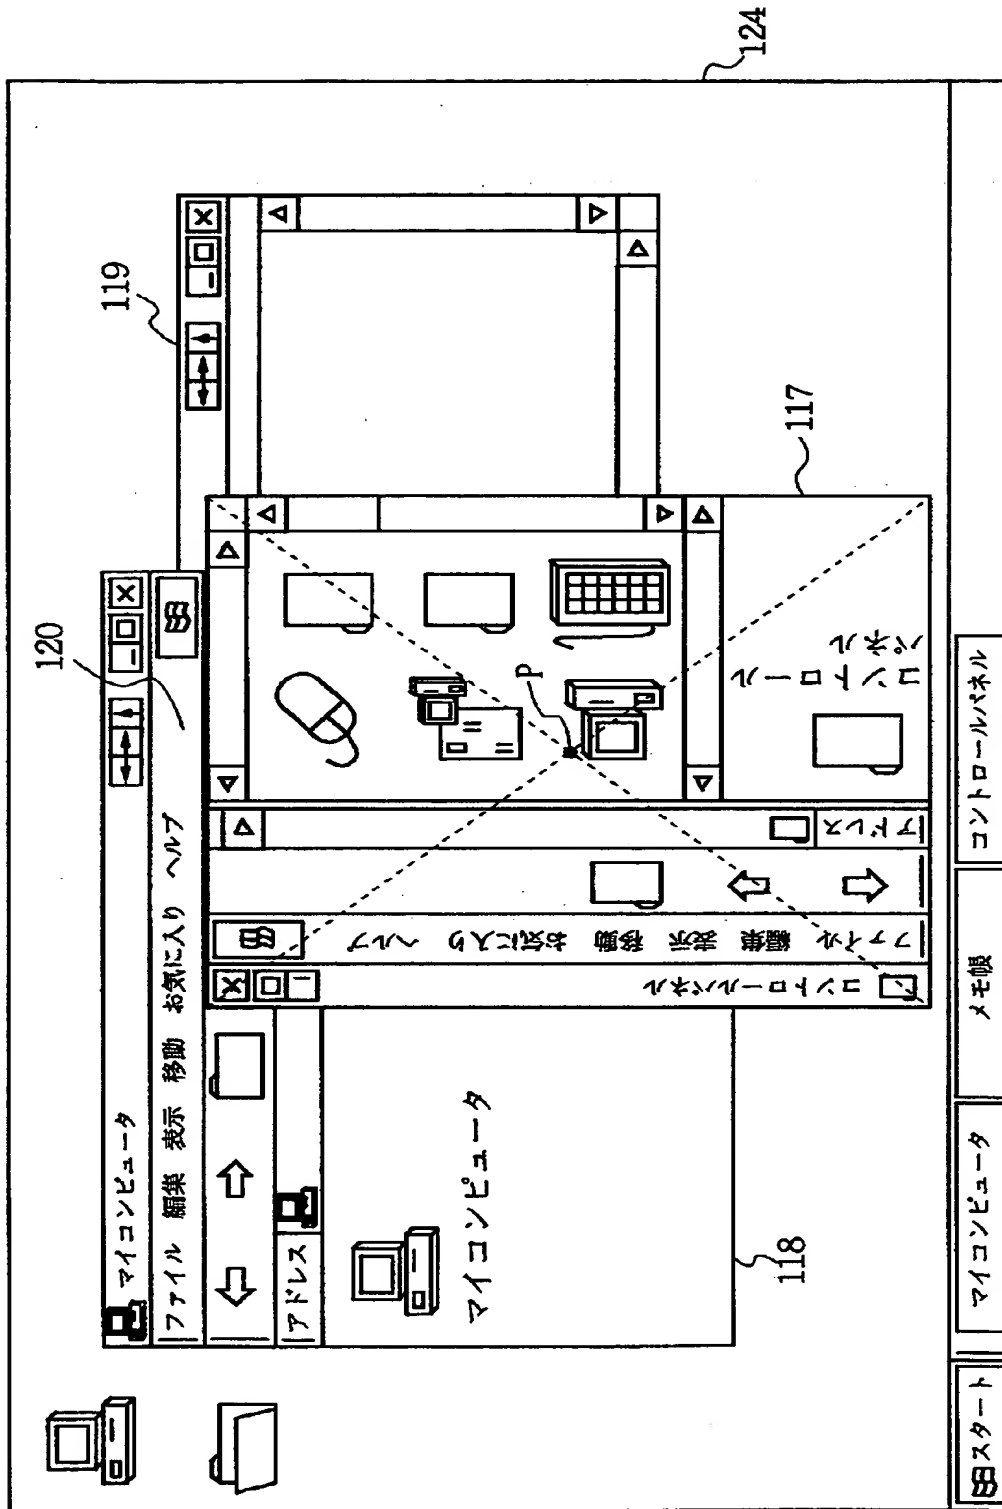 124
119
120
マイコンピュータ
ファイル 編集 表示 移動 お気に入り ヘルプ
アドレス
マイコンピュータ
118
コントロールパネル
ファイル 編集 表示 移動 お気に入り ヘルプ
アドレス
コントロール
パネル
P
117
スタート
マイコンピュータ
メモ帳
コントロールパネル